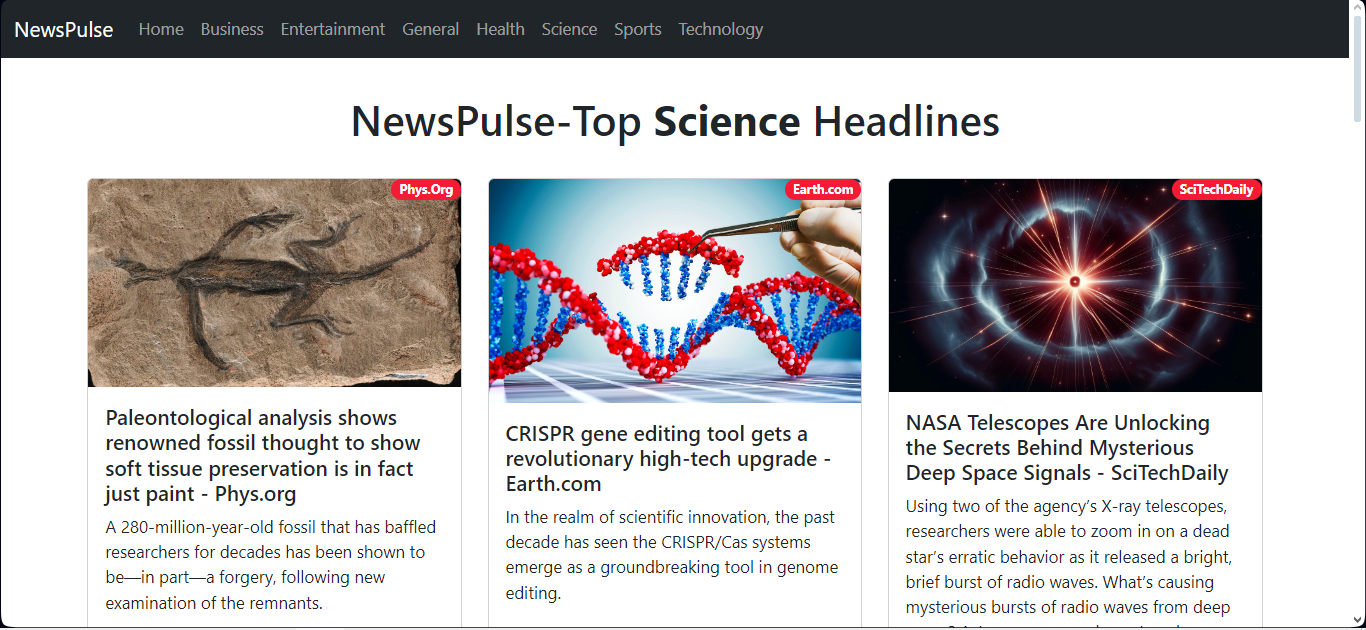 NewsPulse Home Business Entertainment General Health Science Sports Technology
NewsPulse-Top Science Headlines
Phys.Org
Paleontological analysis shows
renowned fossil thought to show
soft tissue preservation is in fact
just paint - Phys.org
A 280-million-year-old fossil that has baffled
researchers for decades has been shown to
be—in part—a forgery, following new
examination of the remnants.
Earth.com
CRISPR gene editing tool gets a
revolutionary high-tech upgrade -
Earth.com
In the realm of scientific innovation, the past
decade has seen the CRISPR/Cas systems
emerge as a groundbreaking tool in genome
editing.
SciTechDaily
NASA Telescopes Are Unlocking
the Secrets Behind Mysterious
Deep Space Signals - SciTechDaily
Using two of the agency’s X-ray telescopes,
researchers were able to zoom in on a dead
star’s erratic behavior as it released a bright,
brief burst of radio waves. What’s causing
mysterious bursts of radio waves from deep